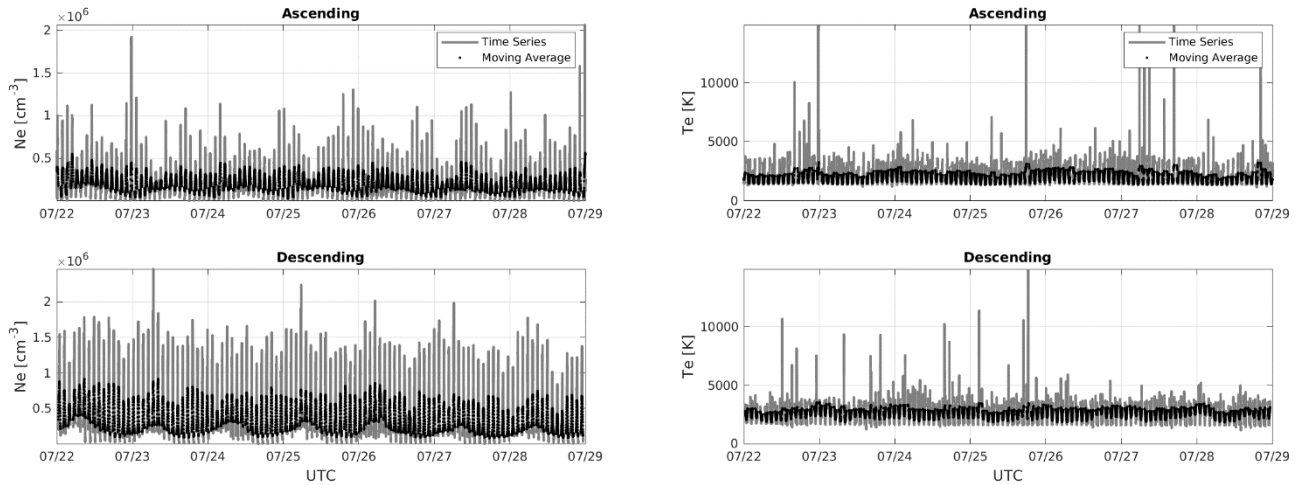 Ascending
×10^6
2
1.5
1
0.5
Ne [cm^-3]
Time Series
Moving Average
07/22 07/23 07/24 07/25 07/26 07/27 07/28 07/29
Ascending
10000
5000
0
Te [K]
Time Series
Moving Average
07/22 07/23 07/24 07/25 07/26 07/27 07/28 07/29
Descending
×10^6
2
1.5
1
0.5
Ne [cm^-3]
07/22 07/23 07/24 07/25 07/26 07/27 07/28 07/29
UTC
Descending
10000
5000
0
Te [K]
07/22 07/23 07/24 07/25 07/26 07/27 07/28 07/29
UTC